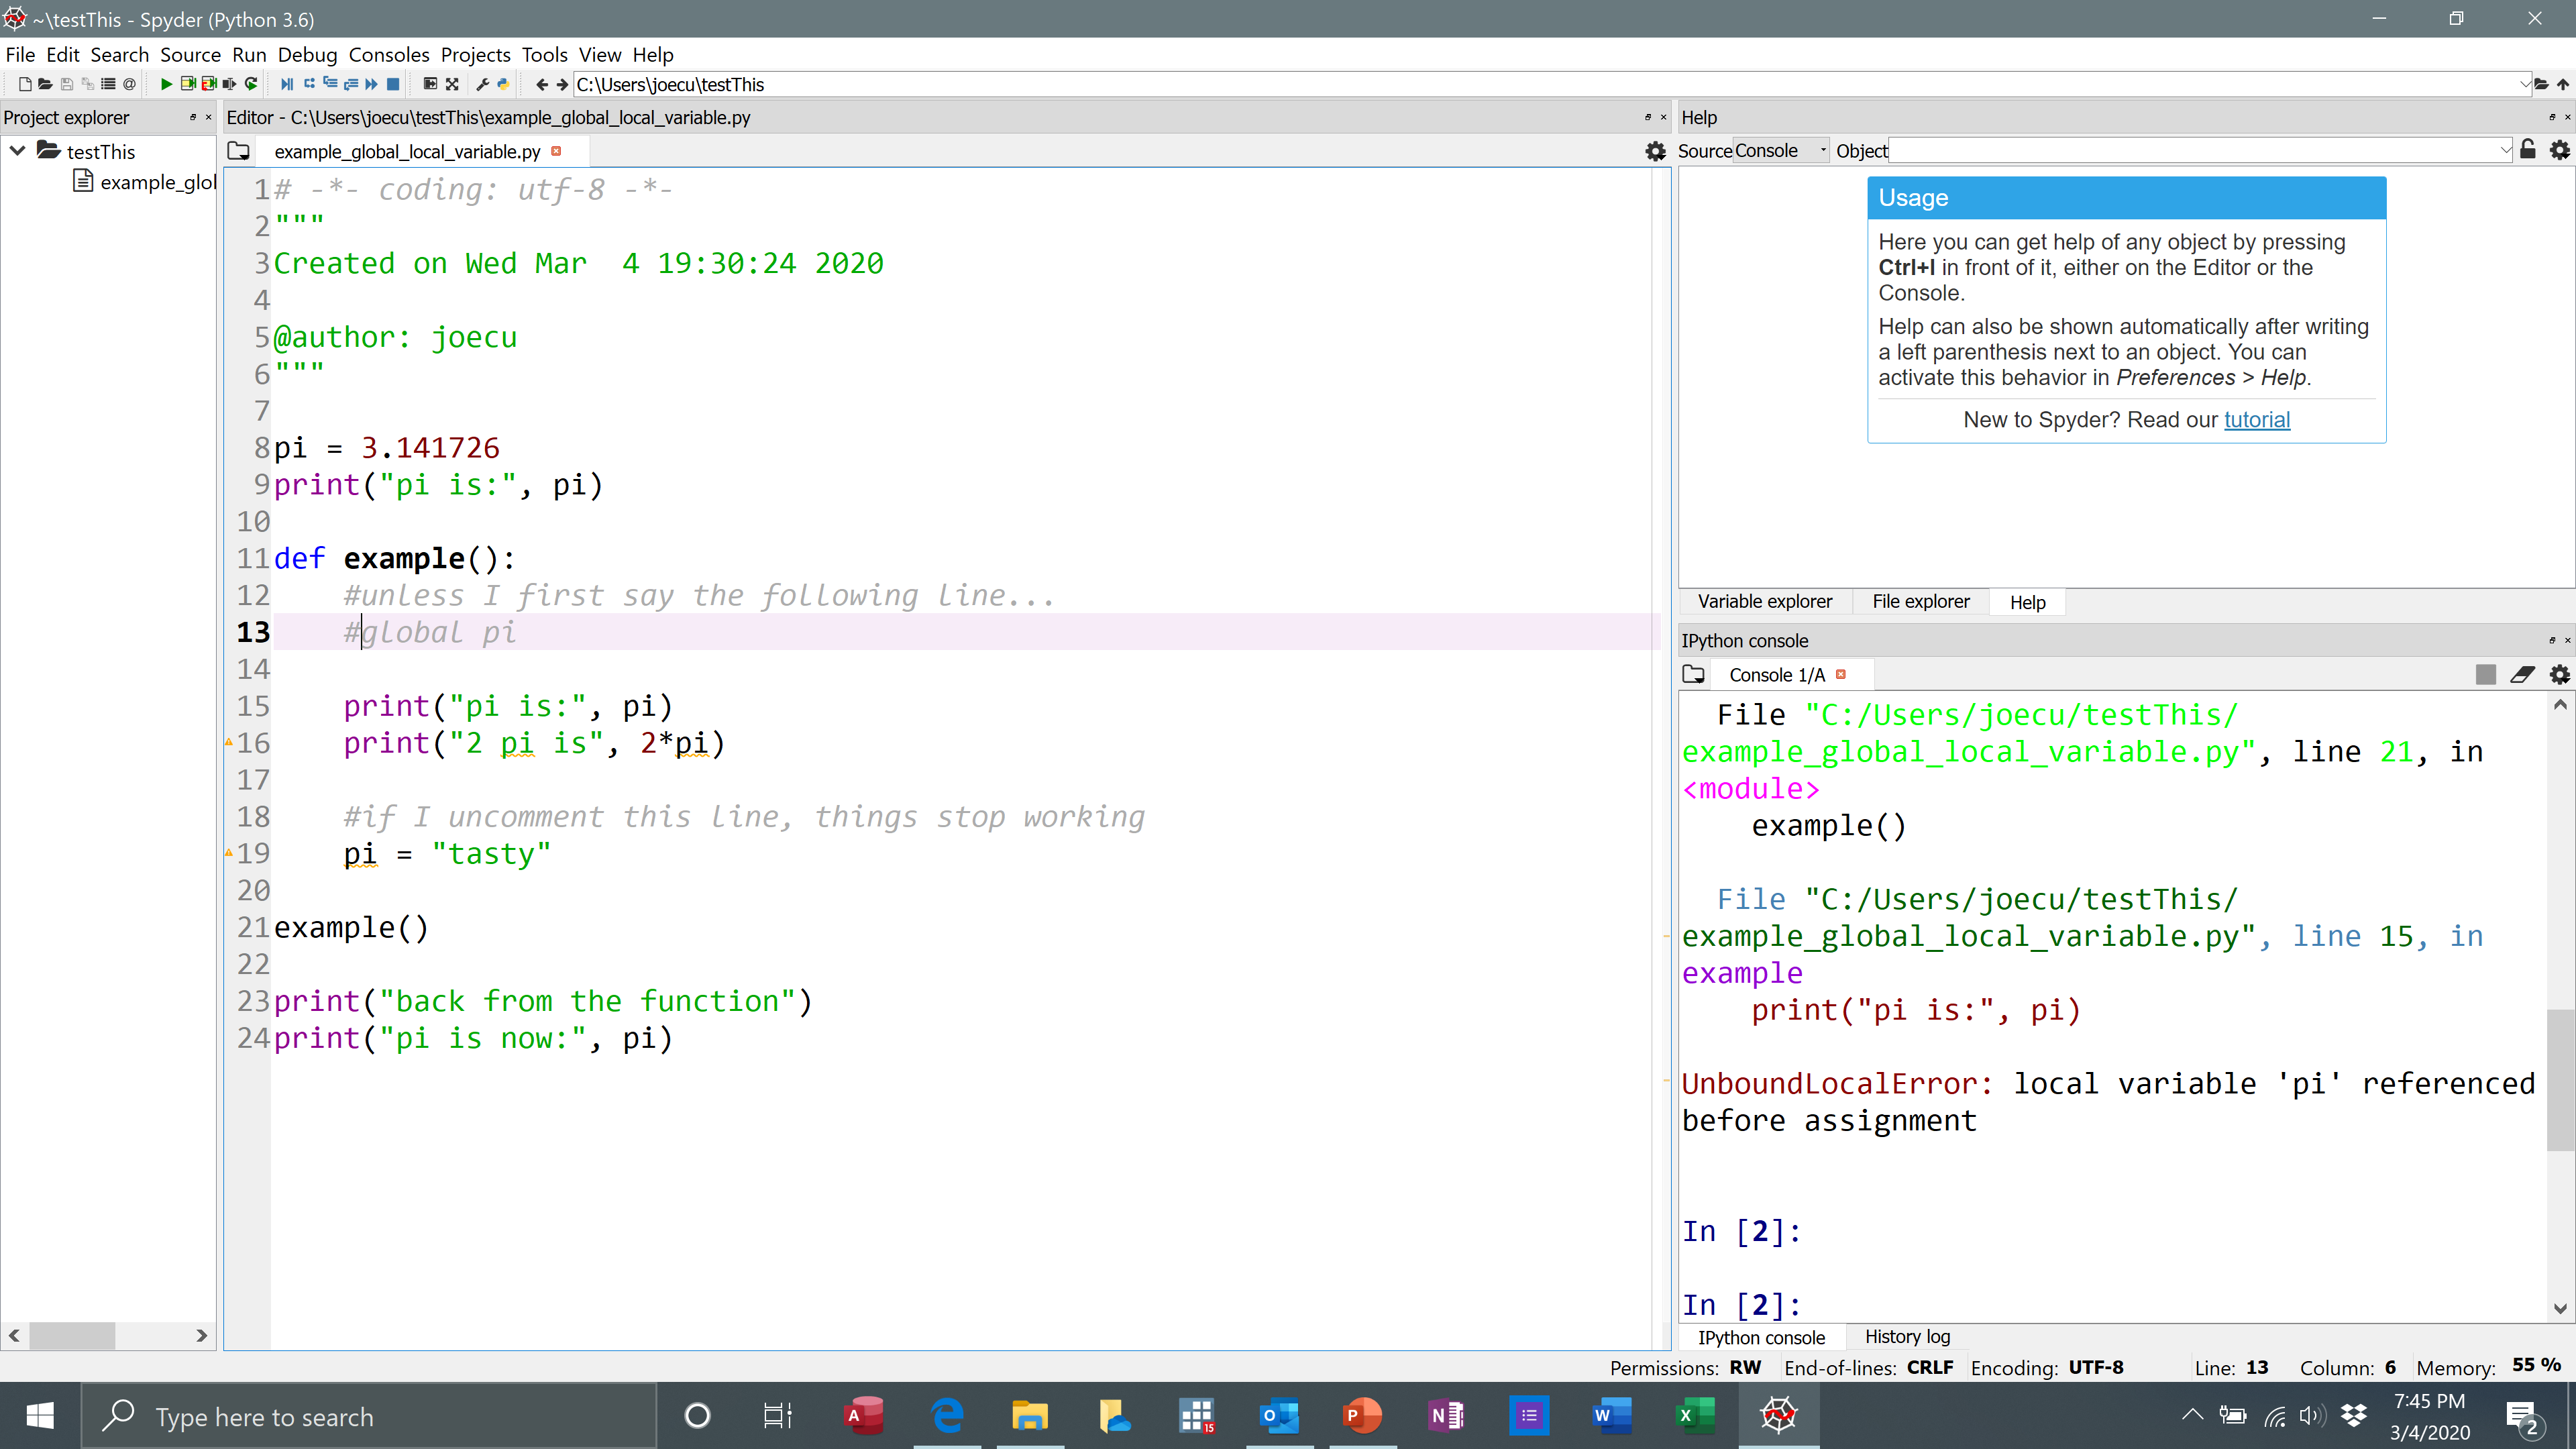 ~\testThis - Spyder (Python 3.6)
File Edit Search Source Run Debug Consoles Projects Tools View Help
C:\Users\joecu\testThis
Project explorer
testThis
example_glol
Editor - C:\Users\joecu\testThis\example_global_local_variable.py
example_global_local_variable.py
1 # -*- coding: utf-8 -*-
2 """
3 Created on Wed Mar  4 19:30:24 2020
4
5 @author: joecu
6 """
7
8 pi = 3.141726
9 print("pi is:", pi)
10
11 def example():
12     #unless I first say the following line...
13     #global pi
14
15     print("pi is:", pi)
16     print("2 pi is", 2*pi)
17
18     #if I uncomment this line, things stop working
19     pi = "tasty"
20
21 example()
22
23 print("back from the function")
24 print("pi is now:", pi)
Help
Source Console Object
Usage
Here you can get help of any object by pressing
Ctrl+I in front of it, either on the Editor or the
Console.
Help can also be shown automatically after writing
a left parenthesis next to an object. You can
activate this behavior in Preferences > Help.
New to Spyder? Read our tutorial
Variable explorer File explorer Help
IPython console
Console 1/A
File "C:/Users/joecu/testThis/
example_global_local_variable.py", line 21, in
<module>
example()
File "C:/Users/joecu/testThis/
example_global_local_variable.py", line 15, in
example
print("pi is:", pi)
UnboundLocalError: local variable 'pi' referenced
before assignment
In [2]:
In [2]:
IPython console History log
Permissions: RW End-of-lines: CRLF Encoding: UTF-8 Line: 13 Column: 6 Memory: 55 %
Type here to search
A
15
O
P
N
W
X
7:45 PM
3/4/2020
2